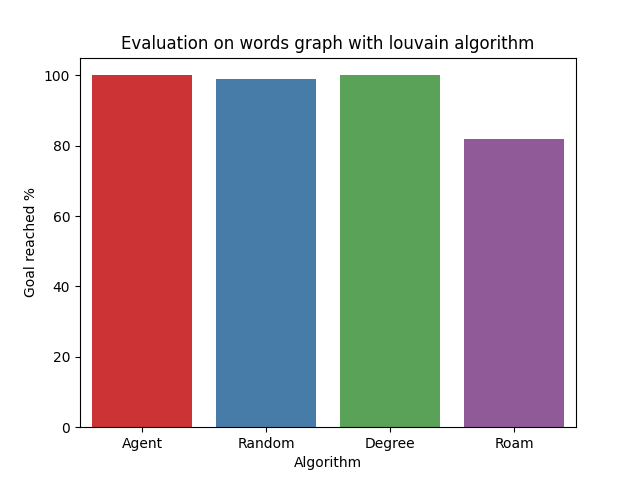 Evaluation on words graph with louvain algorithm
100
80
60
40
20
0
Goal reached %
Agent Random Degree Roam
Algorithm